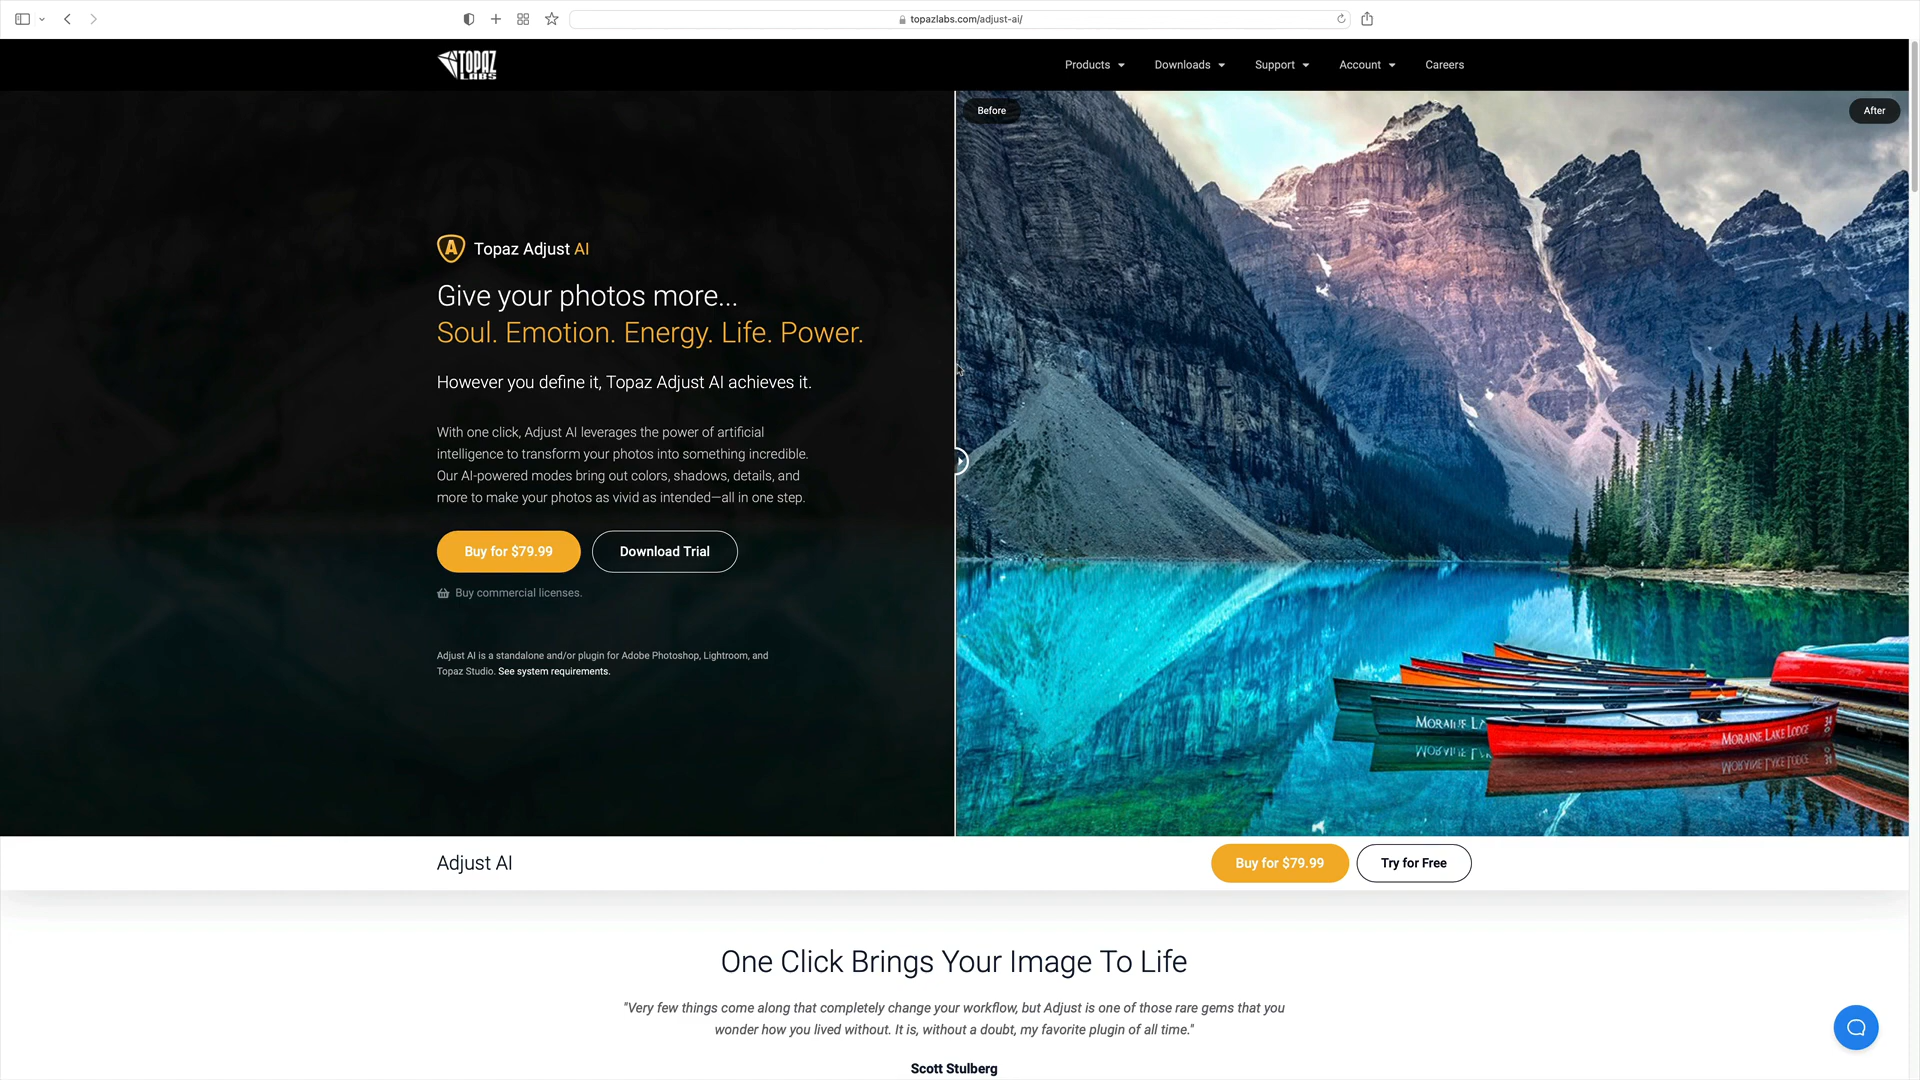 topazlabs.com/adjust-ai/
TOPAZ
LABS
Products
Downloads
Support
Account
Careers
Before
After
A
Topaz Adjust AI
Give your photos more...
Soul. Emotion. Energy. Life. Power.
However you define it, Topaz Adjust AI achieves it.
With one click, Adjust AI leverages the power of artificial
intelligence to transform your photos into something incredible.
Our AI-powered modes bring out colors, shadows, details, and
more to make your photos as vivid as intended—all in one step.
Buy for $79.99
Download Trial
Buy commercial licenses.
Adjust AI is a standalone and/or plugin for Adobe Photoshop, Lightroom, and
Topaz Studio. See system requirements.
MORAINE LA
MORAINE LAKE LODGE
34
Adjust AI
Buy for $79.99
Try for Free
One Click Brings Your Image To Life
"Very few things come along that completely change your workflow, but Adjust is one of those rare gems that you
wonder how you lived without. It is, without a doubt, my favorite plugin of all time."
Scott Stulberg